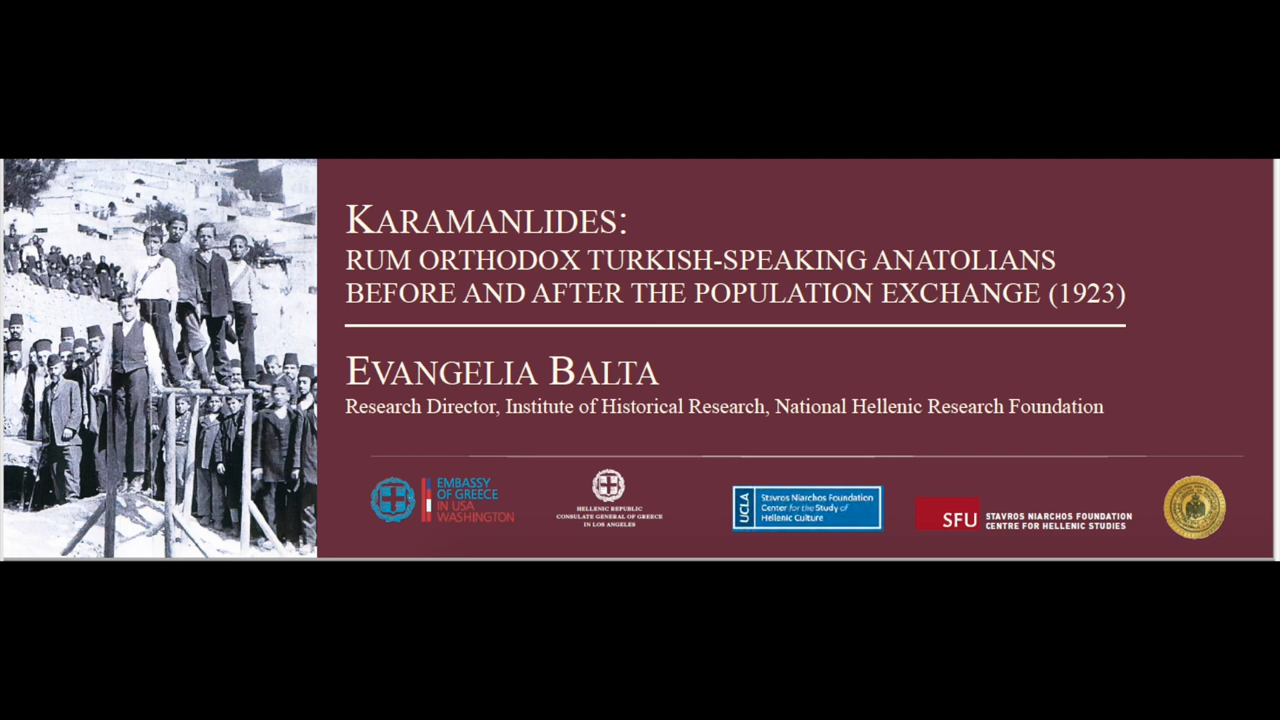 KARAMANLIDES:
RUM ORTHODOX TURKISH-SPEAKING ANATOLIANS
BEFORE AND AFTER THE POPULATION EXCHANGE (1923)
EVANGELIA BALTA
Research Director, Institute of Historical Research, National Hellenic Research Foundation
EMBASSY
OF GREECE
IN USA
WASHINGTON
HELLENIC REPUBLIC
CONSULATE GENERAL OF GREECE
IN LOS ANGELES
UCLA
Stavros Niarchos Foundation
Center for the Study of
Hellenic Culture
SFU
STAVROS NIARCHOS FOUNDATION
CENTRE FOR HELLENIC STUDIES